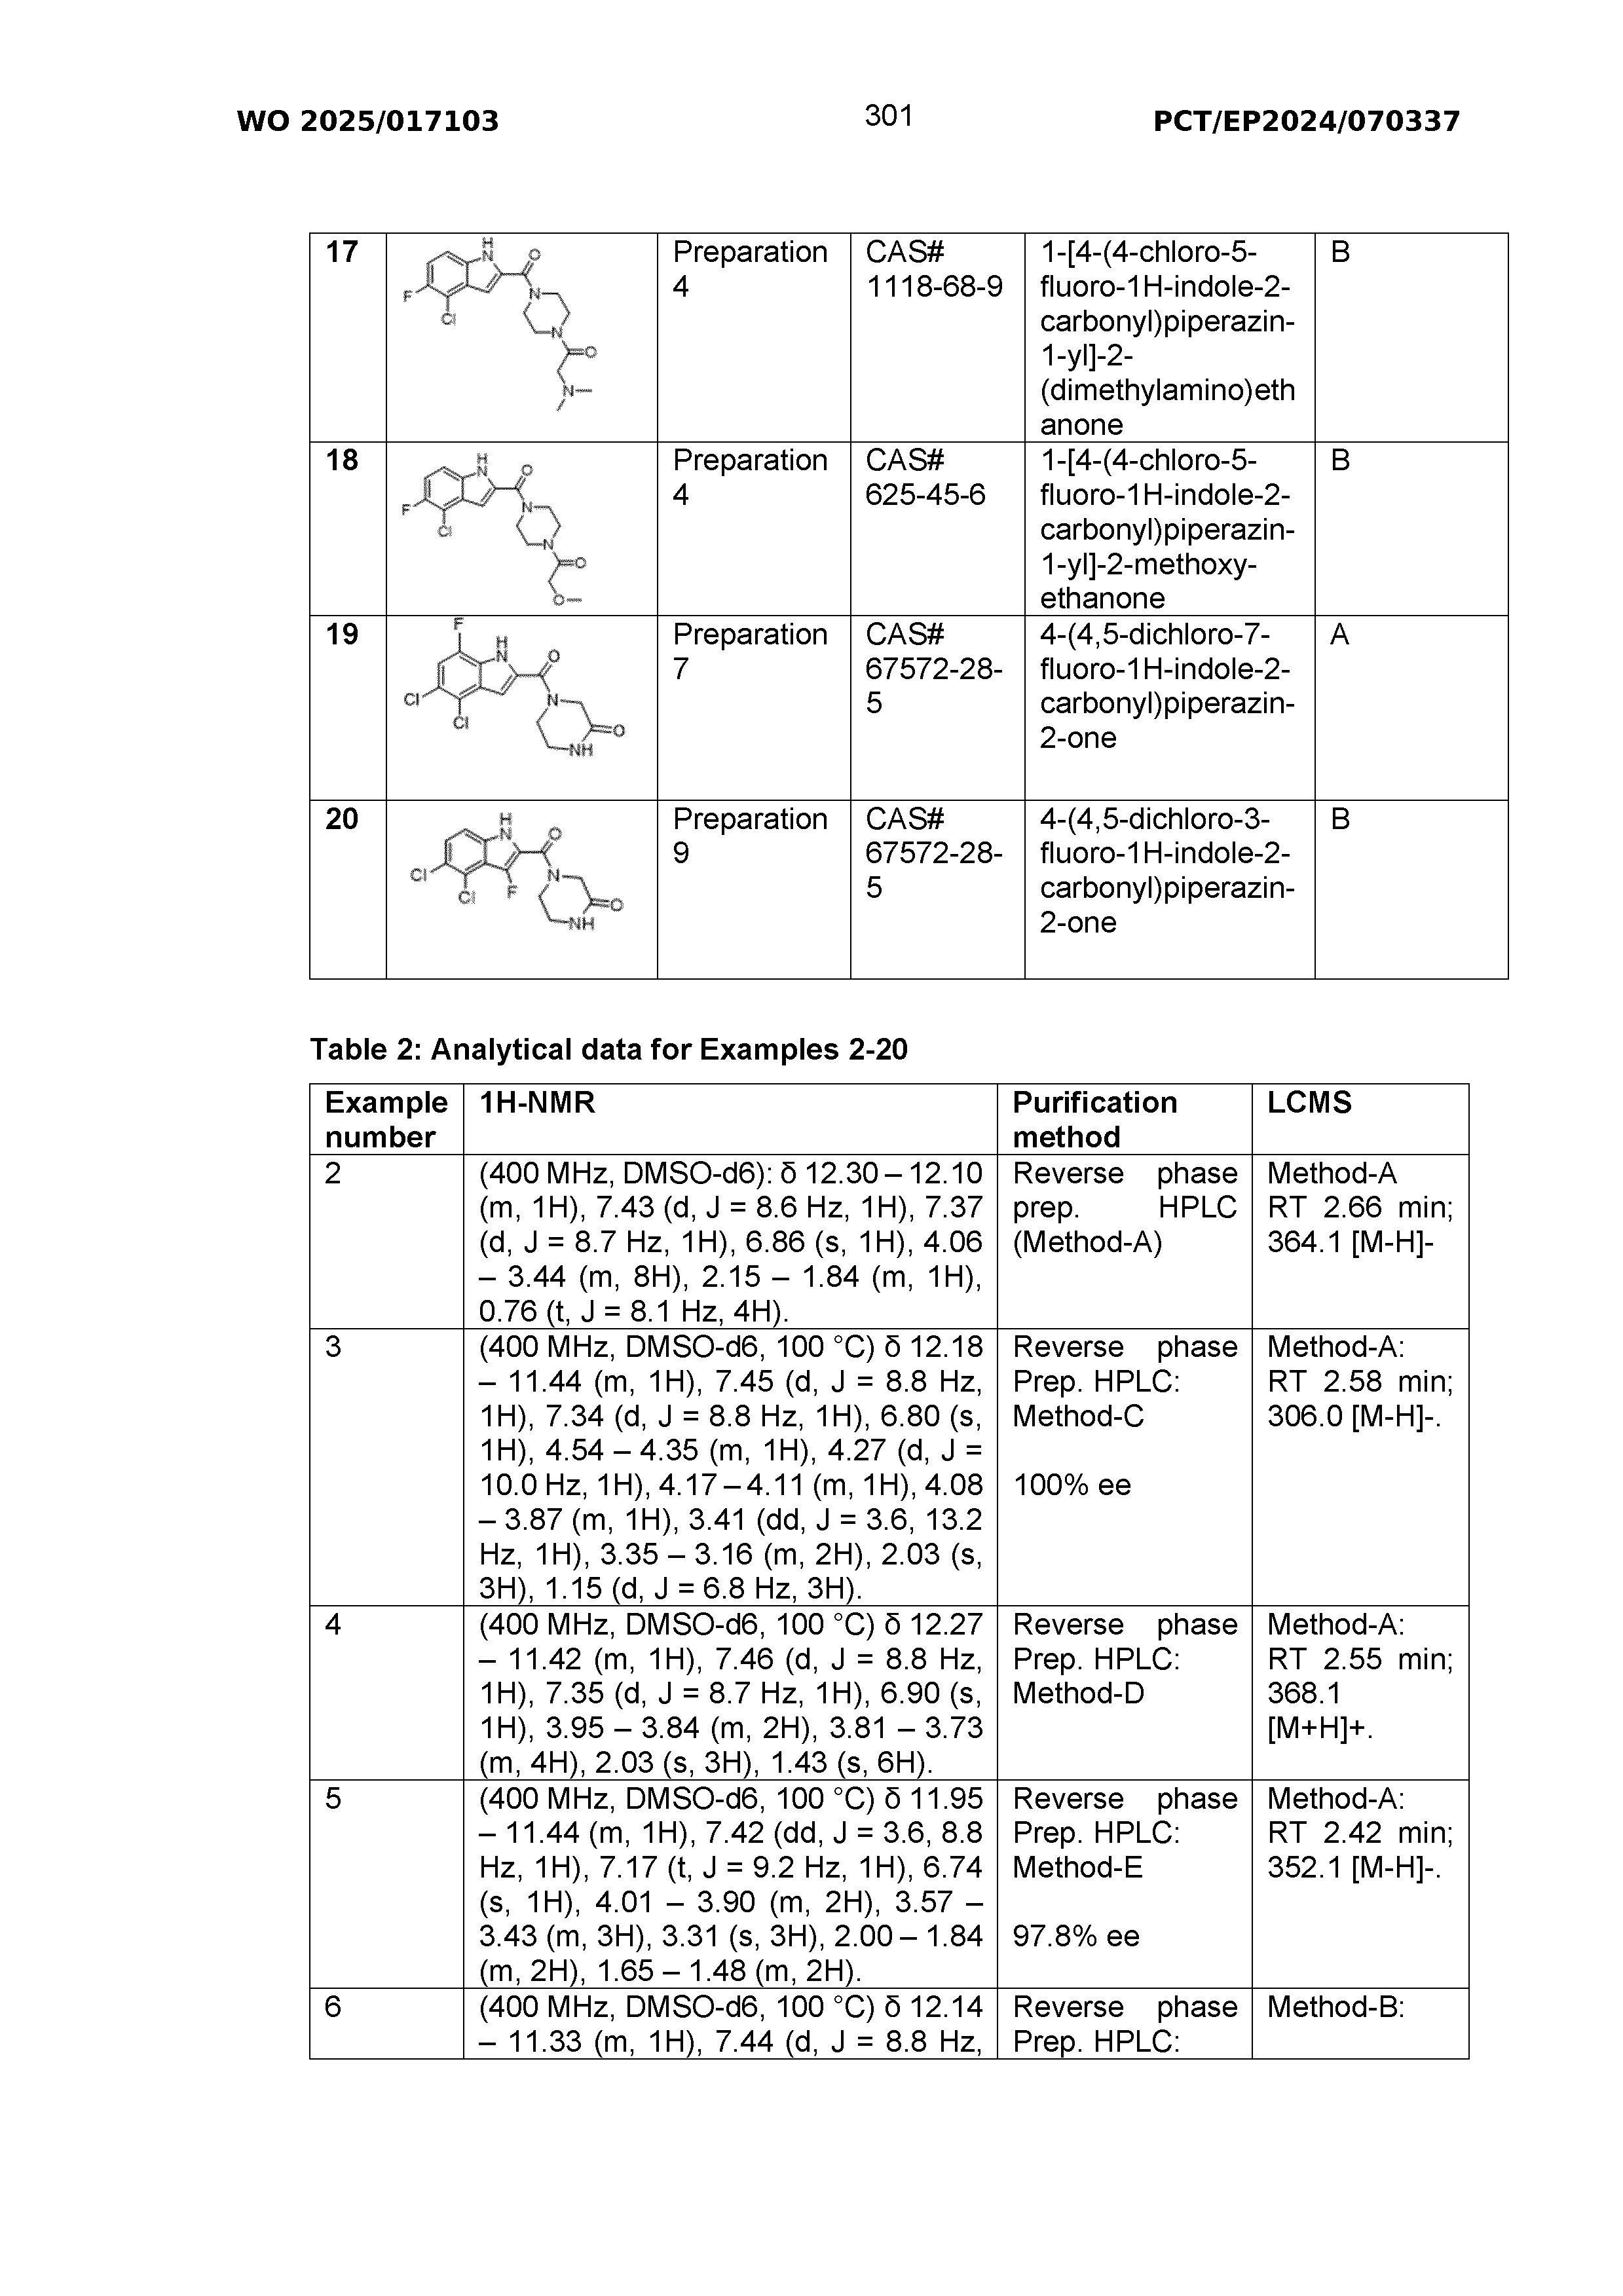 WO 2025/017103
301
PCT/EP2024/070337
17
Preparation
4
CAS#
1118-68-9
1-[4-(4-chloro-5-
fluoro-1H-indole-2-
carbonyl)piperazin-
1-yl]-2-
(dimethylamino)eth
anone
B
H
N
O
F
Cl
N
N
O
N
18
Preparation
4
CAS#
625-45-6
1-[4-(4-chloro-5-
fluoro-1H-indole-2-
carbonyl)piperazin-
1-yl]-2-methoxy-
ethanone
B
H
N
O
F
Cl
N
N
O
O
19
Preparation
7
CAS#
67572-28-
5
4-(4,5-dichloro-7-
fluoro-1H-indole-2-
carbonyl)piperazin-
2-one
A
F
H
N
O
Cl
Cl
N
O
NH
20
Preparation
9
CAS#
67572-28-
5
4-(4,5-dichloro-3-
fluoro-1H-indole-2-
carbonyl)piperazin-
2-one
B
H
N
O
Cl
Cl
F
N
O
NH
Table 2: Analytical data for Examples 2-20
Example
number
1H-NMR
Purification
method
LCMS
2
(400 MHz, DMSO-d6): δ 12.30 – 12.10
(m, 1H), 7.43 (d, J = 8.6 Hz, 1H), 7.37
(d, J = 8.7 Hz, 1H), 6.86 (s, 1H), 4.06
– 3.44 (m, 8H), 2.15 – 1.84 (m, 1H),
0.76 (t, J = 8.1 Hz, 4H).
Reverse phase
prep. HPLC
(Method-A)
Method-A
RT 2.66 min;
364.1 [M-H]-
3
(400 MHz, DMSO-d6, 100 °C) δ 12.18
– 11.44 (m, 1H), 7.45 (d, J = 8.8 Hz,
1H), 7.34 (d, J = 8.8 Hz, 1H), 6.80 (s,
1H), 4.54 – 4.35 (m, 1H), 4.27 (d, J =
10.0 Hz, 1H), 4.17 – 4.11 (m, 1H), 4.08
– 3.87 (m, 1H), 3.41 (dd, J = 3.6, 13.2
Hz, 1H), 3.35 – 3.16 (m, 2H), 2.03 (s,
3H), 1.15 (d, J = 6.8 Hz, 3H).
Reverse phase
Prep. HPLC:
Method-C
100% ee
Method-A:
RT 2.58 min;
306.0 [M-H]-.
4
(400 MHz, DMSO-d6, 100 °C) δ 12.27
– 11.42 (m, 1H), 7.46 (d, J = 8.8 Hz,
1H), 7.35 (d, J = 8.7 Hz, 1H), 6.90 (s,
1H), 3.95 – 3.84 (m, 2H), 3.81 – 3.73
(m, 4H), 2.03 (s, 3H), 1.43 (s, 6H).
Reverse phase
Prep. HPLC:
Method-D
Method-A:
RT 2.55 min;
368.1
[M+H]+.
5
(400 MHz, DMSO-d6, 100 °C) δ 11.95
– 11.44 (m, 1H), 7.42 (dd, J = 3.6, 8.8
Hz, 1H), 7.17 (t, J = 9.2 Hz, 1H), 6.74
(s, 1H), 4.01 – 3.90 (m, 2H), 3.57 –
3.43 (m, 3H), 3.31 (s, 3H), 2.00 – 1.84
(m, 2H), 1.65 – 1.48 (m, 2H).
Reverse phase
Prep. HPLC:
Method-E
97.8% ee
Method-A:
RT 2.42 min;
352.1 [M-H]-.
6
(400 MHz, DMSO-d6, 100 °C) δ 12.14
– 11.33 (m, 1H), 7.44 (d, J = 8.8 Hz,
Reverse phase
Prep. HPLC:
Method-B: